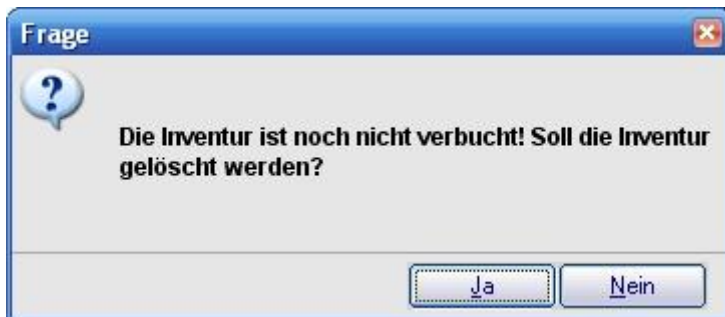 Frage
Die Inventur ist noch nicht verbucht! Soll die Inventur
gelöscht werden?
Ja
Nein